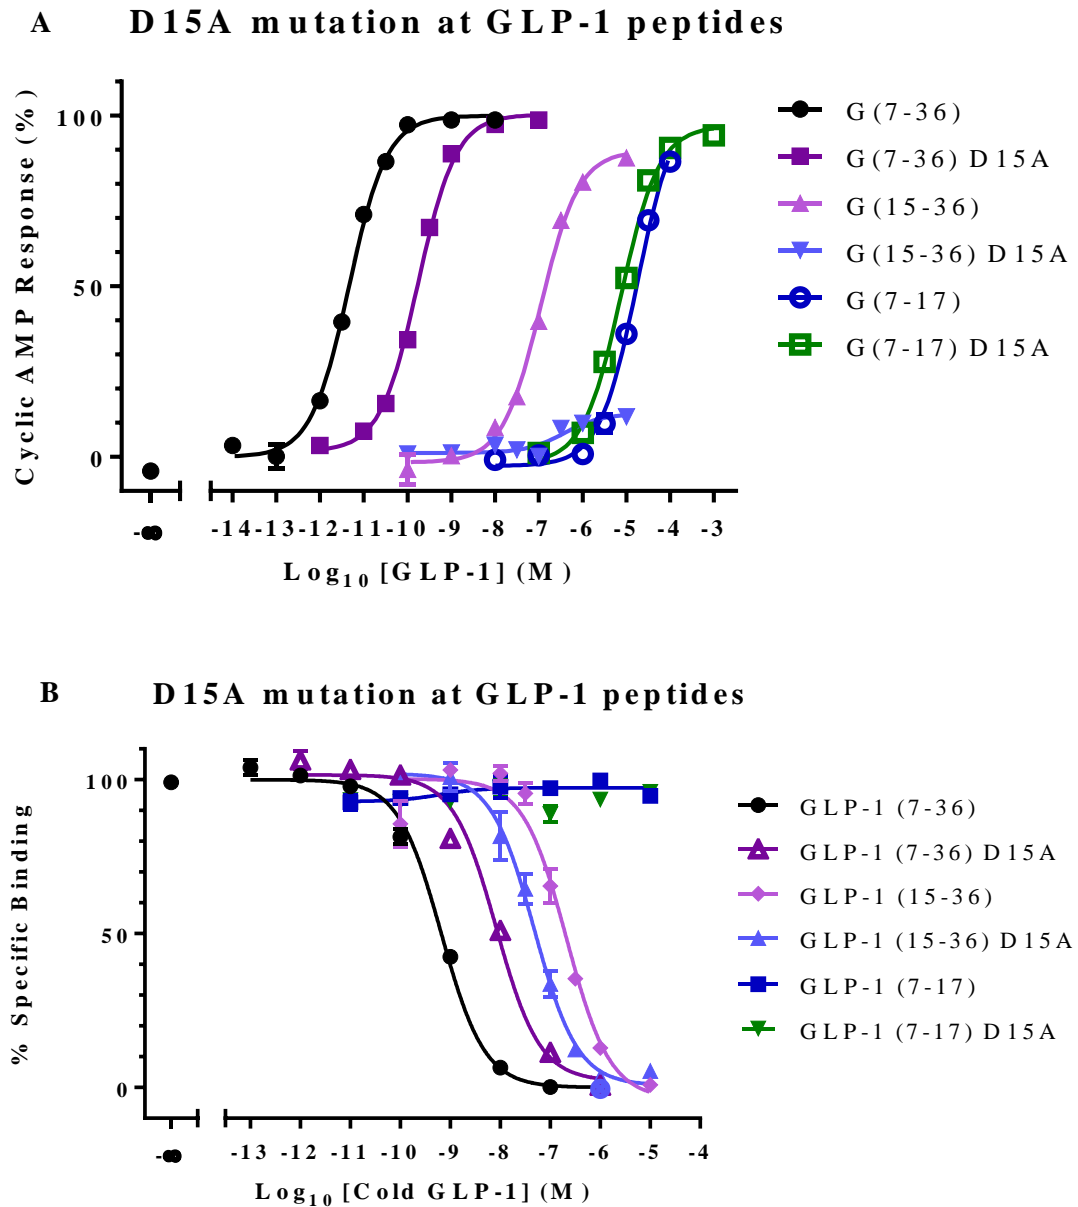 A
D15A mutation at GLP-1 peptides
Cyclic AMP Response (%)
100
50
0
-∞
-14 -13 -12 -11 -10 -9 -8 -7 -6 -5 -4 -3
Log10 [GLP-1] (M)
G(7-36)
G(7-36) D15A
G(15-36)
G(15-36) D15A
G(7-17)
G(7-17) D15A
B
D15A mutation at GLP-1 peptides
% Specific Binding
100
50
0
-∞
-13 -12 -11 -10 -9 -8 -7 -6 -5 -4
Log10 [Cold GLP-1] (M)
GLP-1 (7-36)
GLP-1 (7-36) D15A
GLP-1 (15-36)
GLP-1 (15-36) D15A
GLP-1 (7-17)
GLP-1 (7-17) D15A